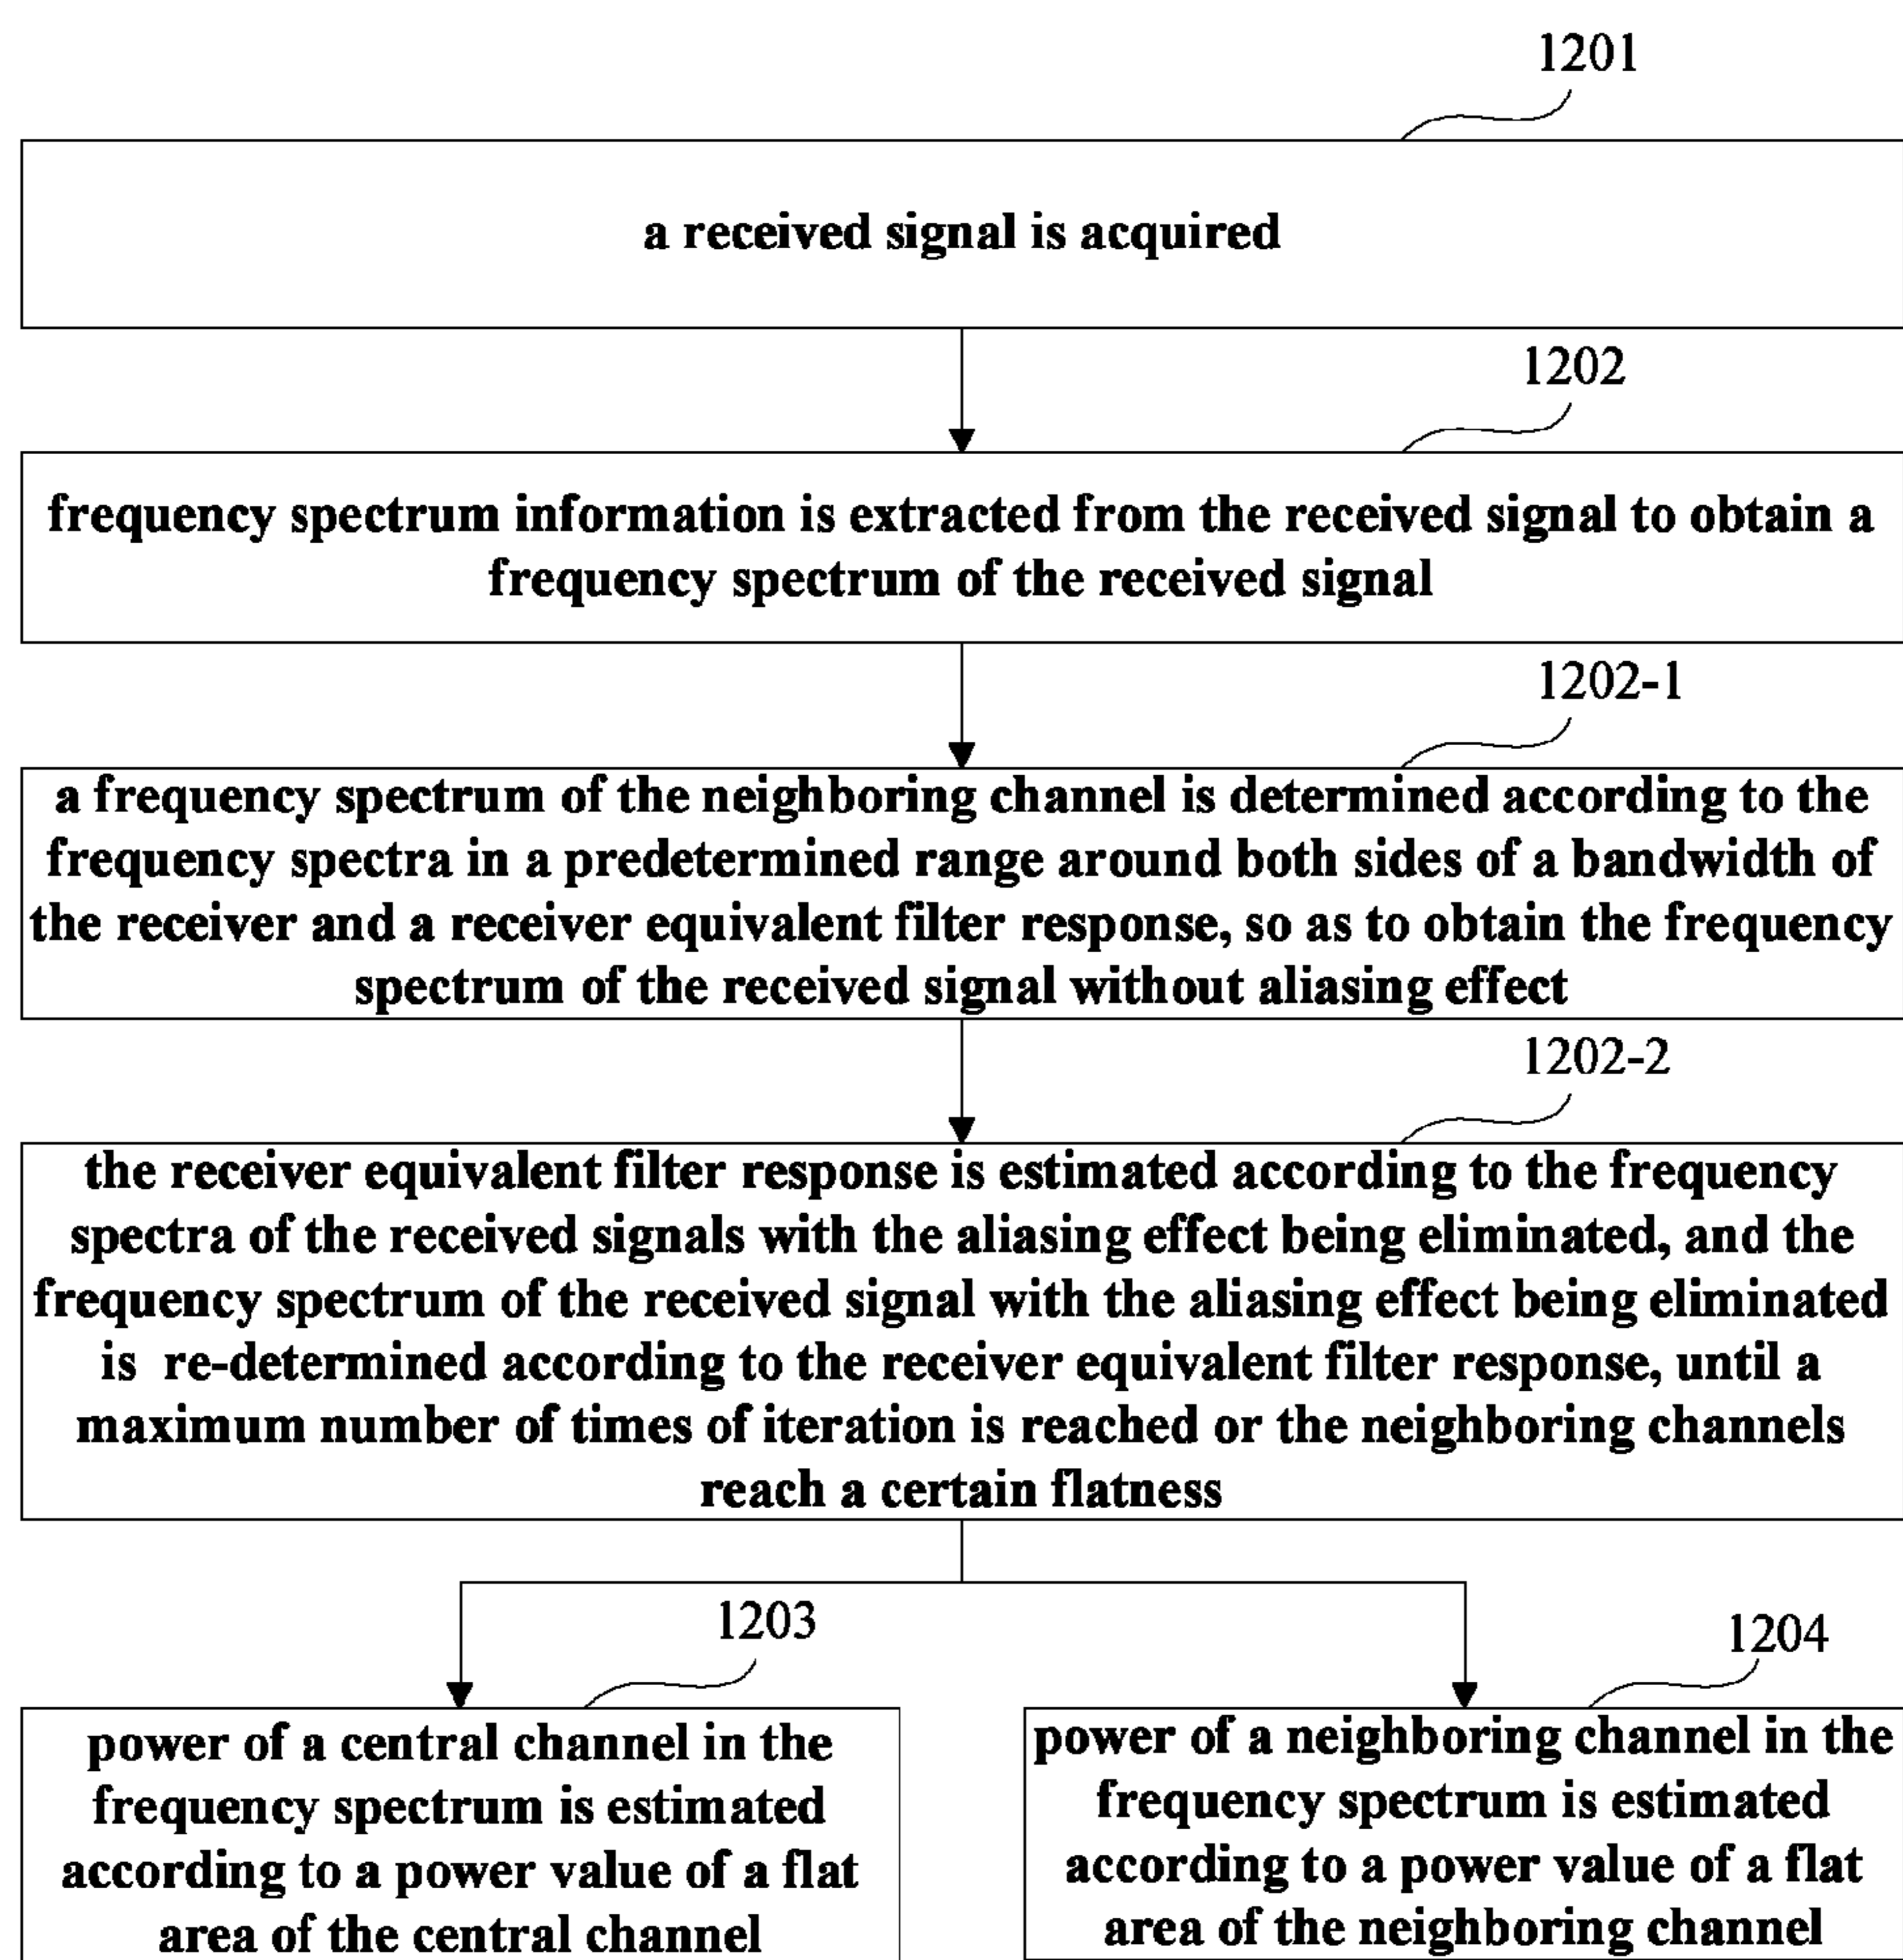 1201
a received signal is acquired
1202
frequency spectrum information is extracted from the received signal to obtain a
frequency spectrum of the received signal
1202-1
a frequency spectrum of the neighboring channel is determined according to the
frequency spectra in a predetermined range around both sides of a bandwidth of
the receiver and a receiver equivalent filter response, so as to obtain the frequency
spectrum of the received signal without aliasing effect
1202-2
the receiver equivalent filter response is estimated according to the frequency
spectra of the received signals with the aliasing effect being eliminated, and the
frequency spectrum of the received signal with the aliasing effect being eliminated
is re-determined according to the receiver equivalent filter response, until a
maximum number of times of iteration is reached or the neighboring channels
reach a certain flatness
1203
power of a central channel in the
frequency spectrum is estimated
according to a power value of a flat
area of the central channel
1204
power of a neighboring channel in the
frequency spectrum is estimated
according to a power value of a flat
area of the neighboring channel